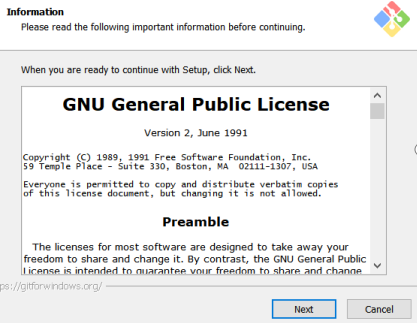 Information
Please read the following important information before continuing.
When you are ready to continue with Setup, click Next.
GNU General Public License
Version 2, June 1991
Copyright (C) 1989, 1991 Free Software Foundation, Inc.
59 Temple Place - Suite 330, Boston, MA  02111-1307, USA
Everyone is permitted to copy and distribute verbatim copies
of this license document, but changing it is not allowed.
Preamble
The licenses for most software are designed to take away your
freedom to share and change it. By contrast, the GNU General Public
License is intended to guarantee your freedom to share and change
ps://gitforwindows.org/
Next
Cancel